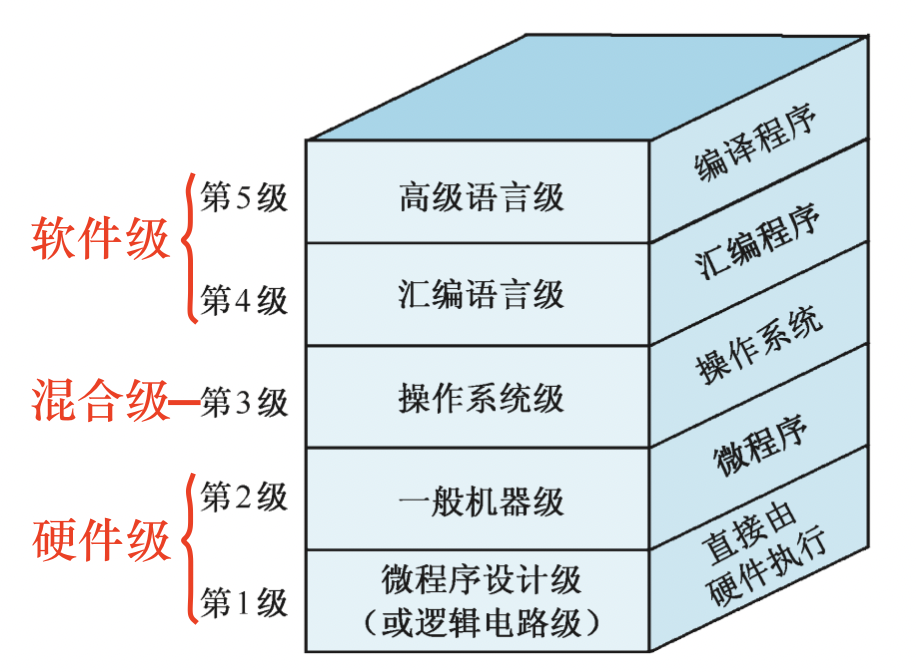 编译程序
第5级
高级语言级
软件级
汇编程序
第4级
汇编语言级
操作系统
混合级
第3级
操作系统级
微程序
第2级
一般机器级
硬件级
直接由
硬件执行
第1级
微程序设计级
（或逻辑电路级）